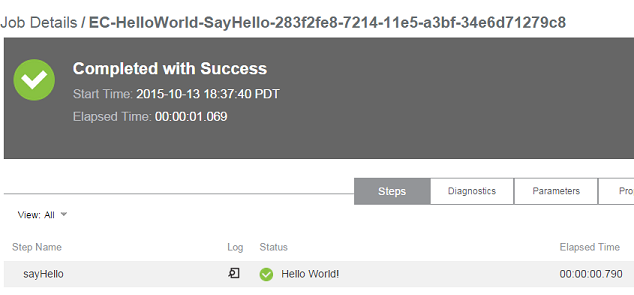 Job Details / EC-HelloWorld-SayHello-283f2fe8-7214-11e5-a3bf-34e6d71279c8
Completed with Success
Start Time: 2015-10-13 18:37:40 PDT
Elapsed Time: 00:00:01.069
Steps Diagnostics Parameters Pro
View: All
Step Name Log Status Elapsed Time
sayHello Hello World! 00:00:00.790